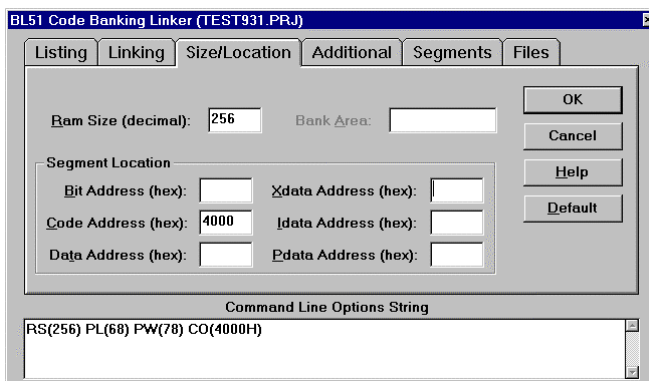 BL51 Code Banking Linker (TEST931.PRJ)
Listing Linking Size/Location Additional Segments Files
Ram Size (decimal): 256 Bank Area:
OK
Cancel
Help
Default
Segment Location
Bit Address (hex): Xdata Address (hex):
Code Address (hex): 4000 Idata Address (hex):
Data Address (hex): Pdata Address (hex):
Command Line Options String
RS(256) PL(68) PW(78) CO(4000H)